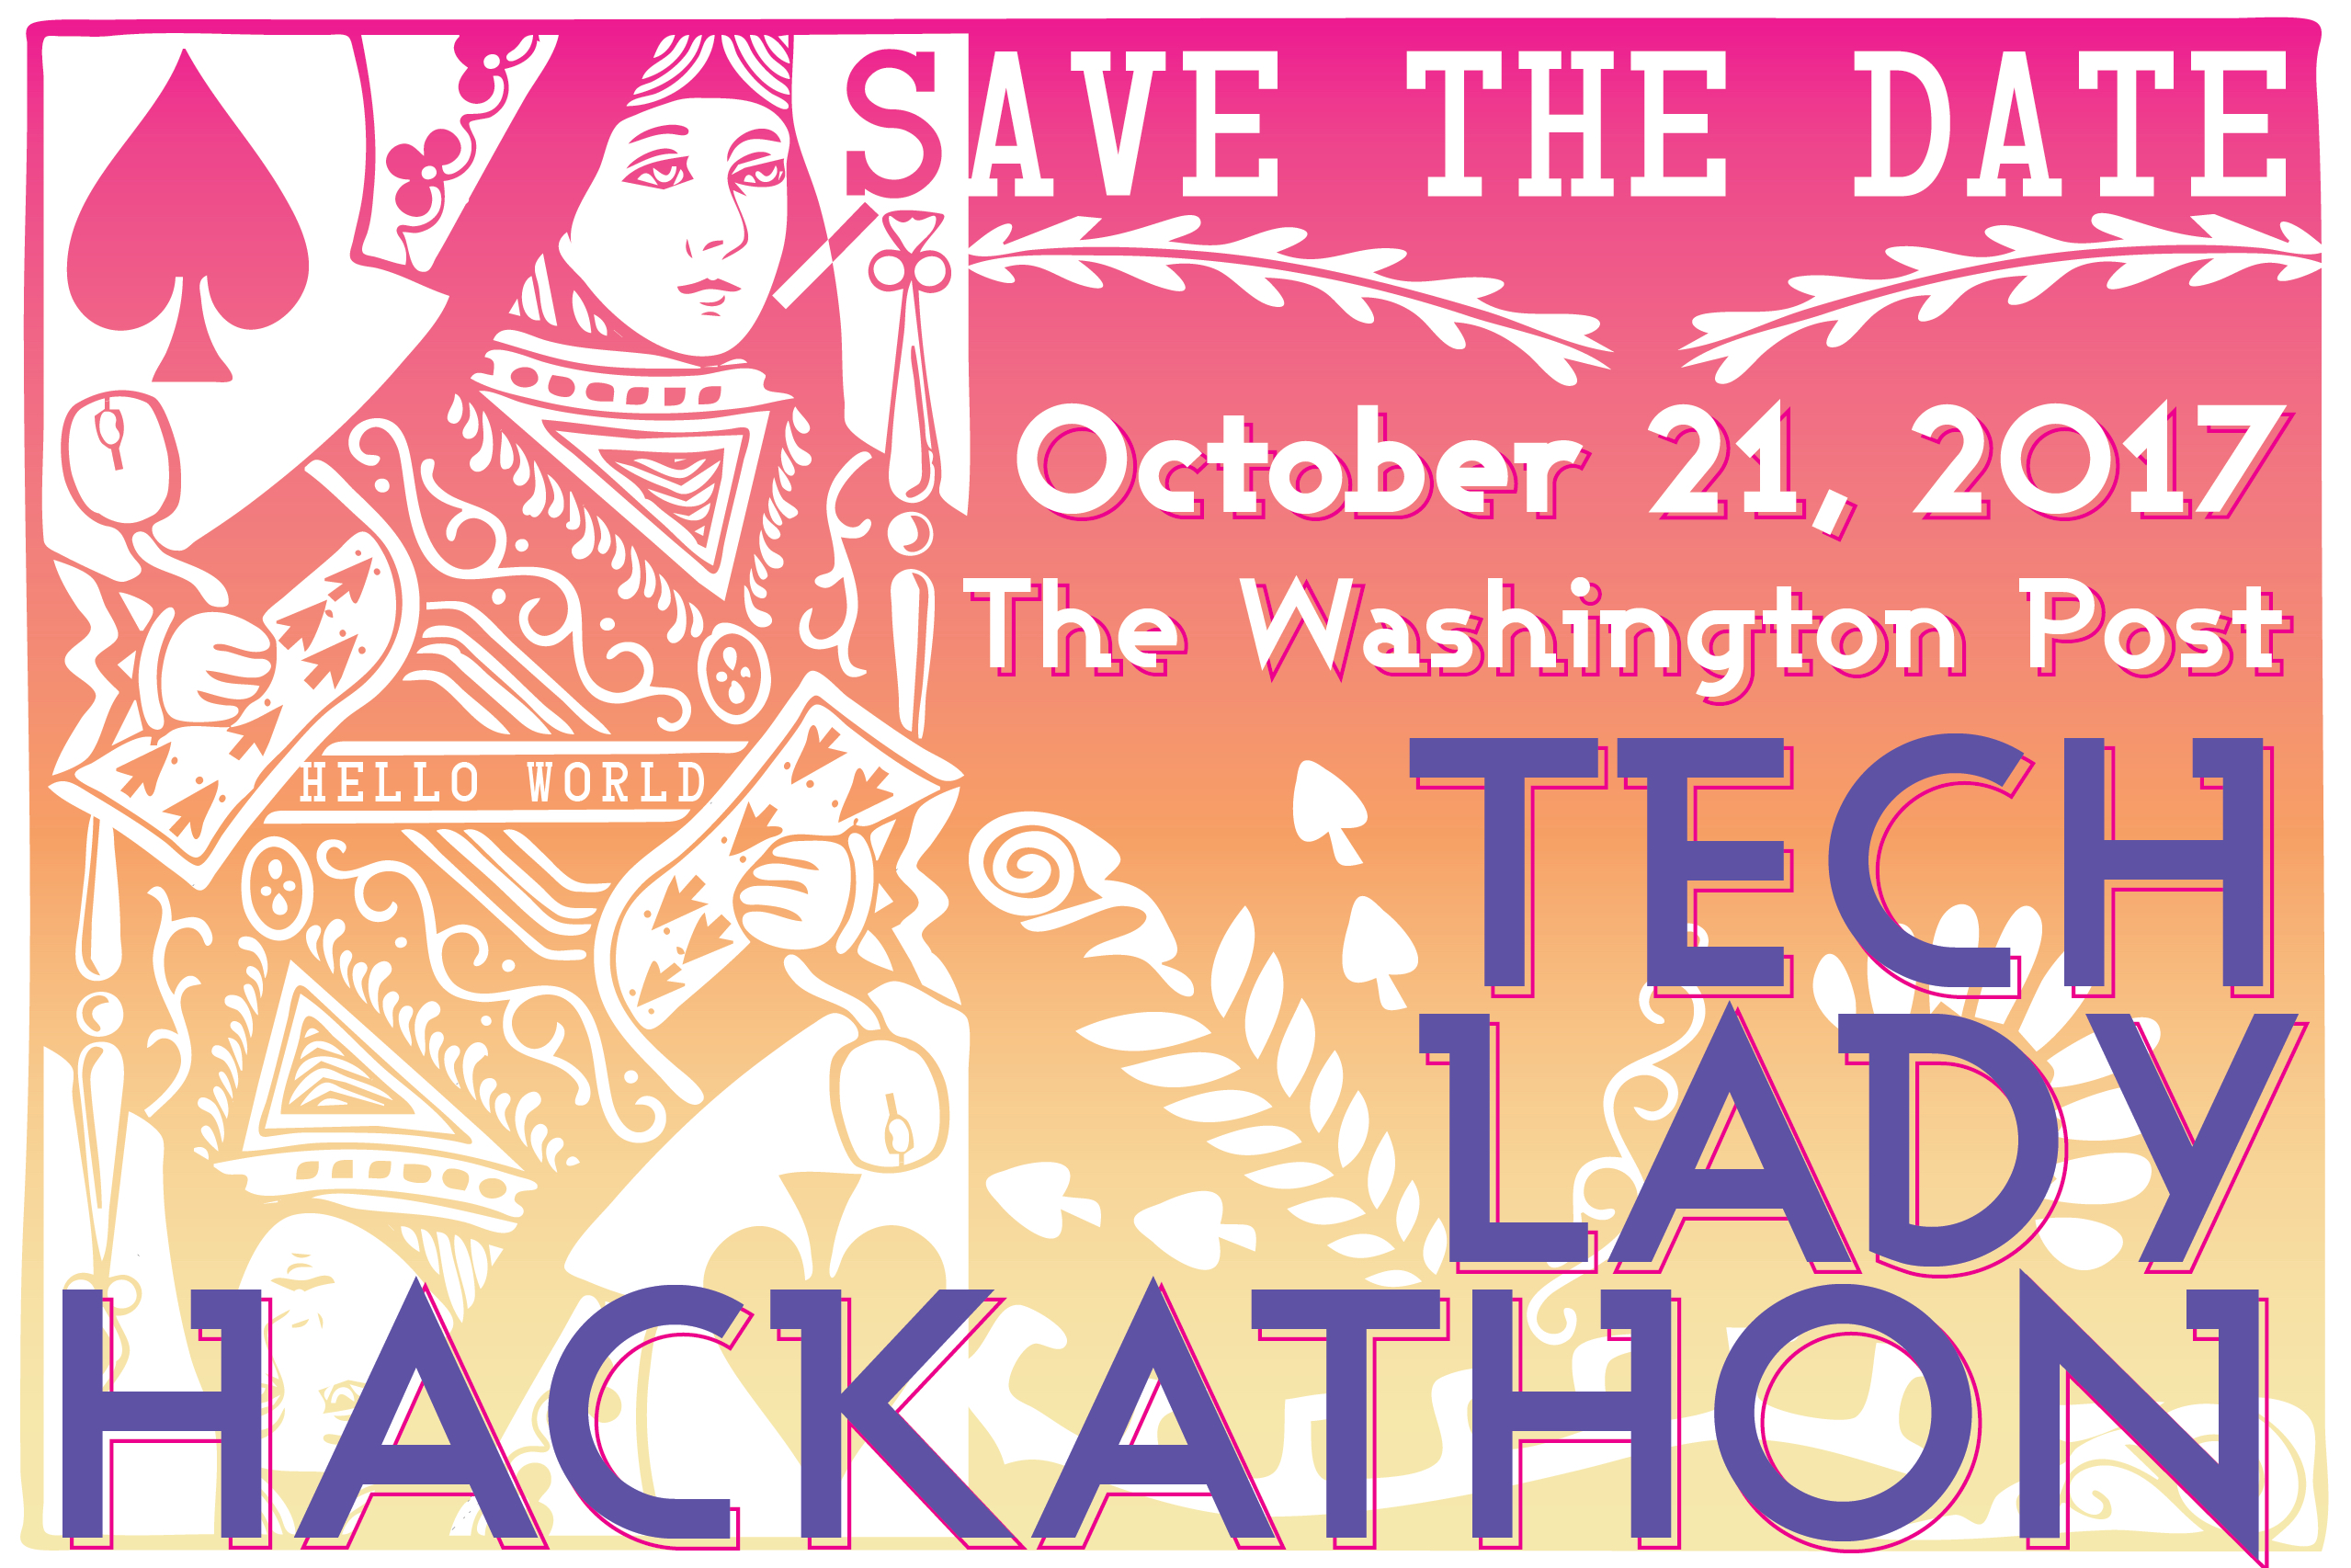 SAVE THE DATE
October 21, 2017
The Washington Post
HELLO WORLD
TECH
LADY
HACKATHON